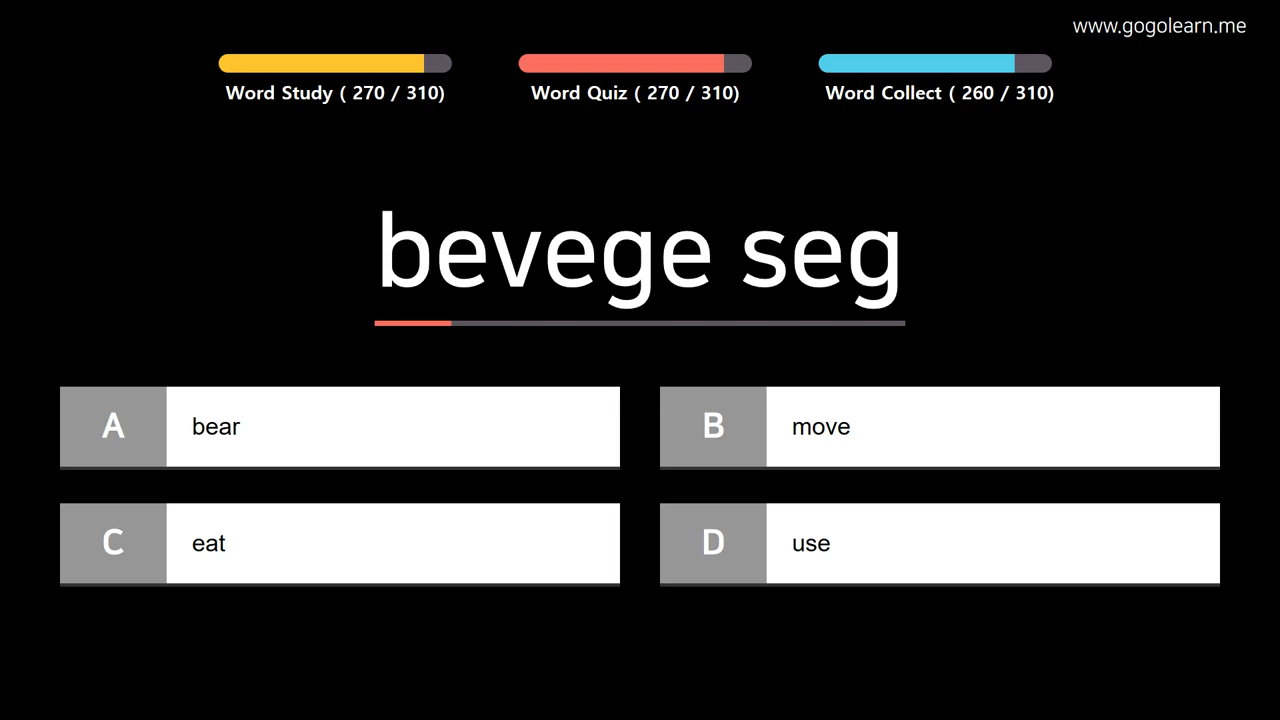 www.gogolearn.me
Word Study ( 270 / 310)
Word Quiz ( 270 / 310)
Word Collect ( 260 / 310)
bevege seg
A
bear
B
move
C
eat
D
use